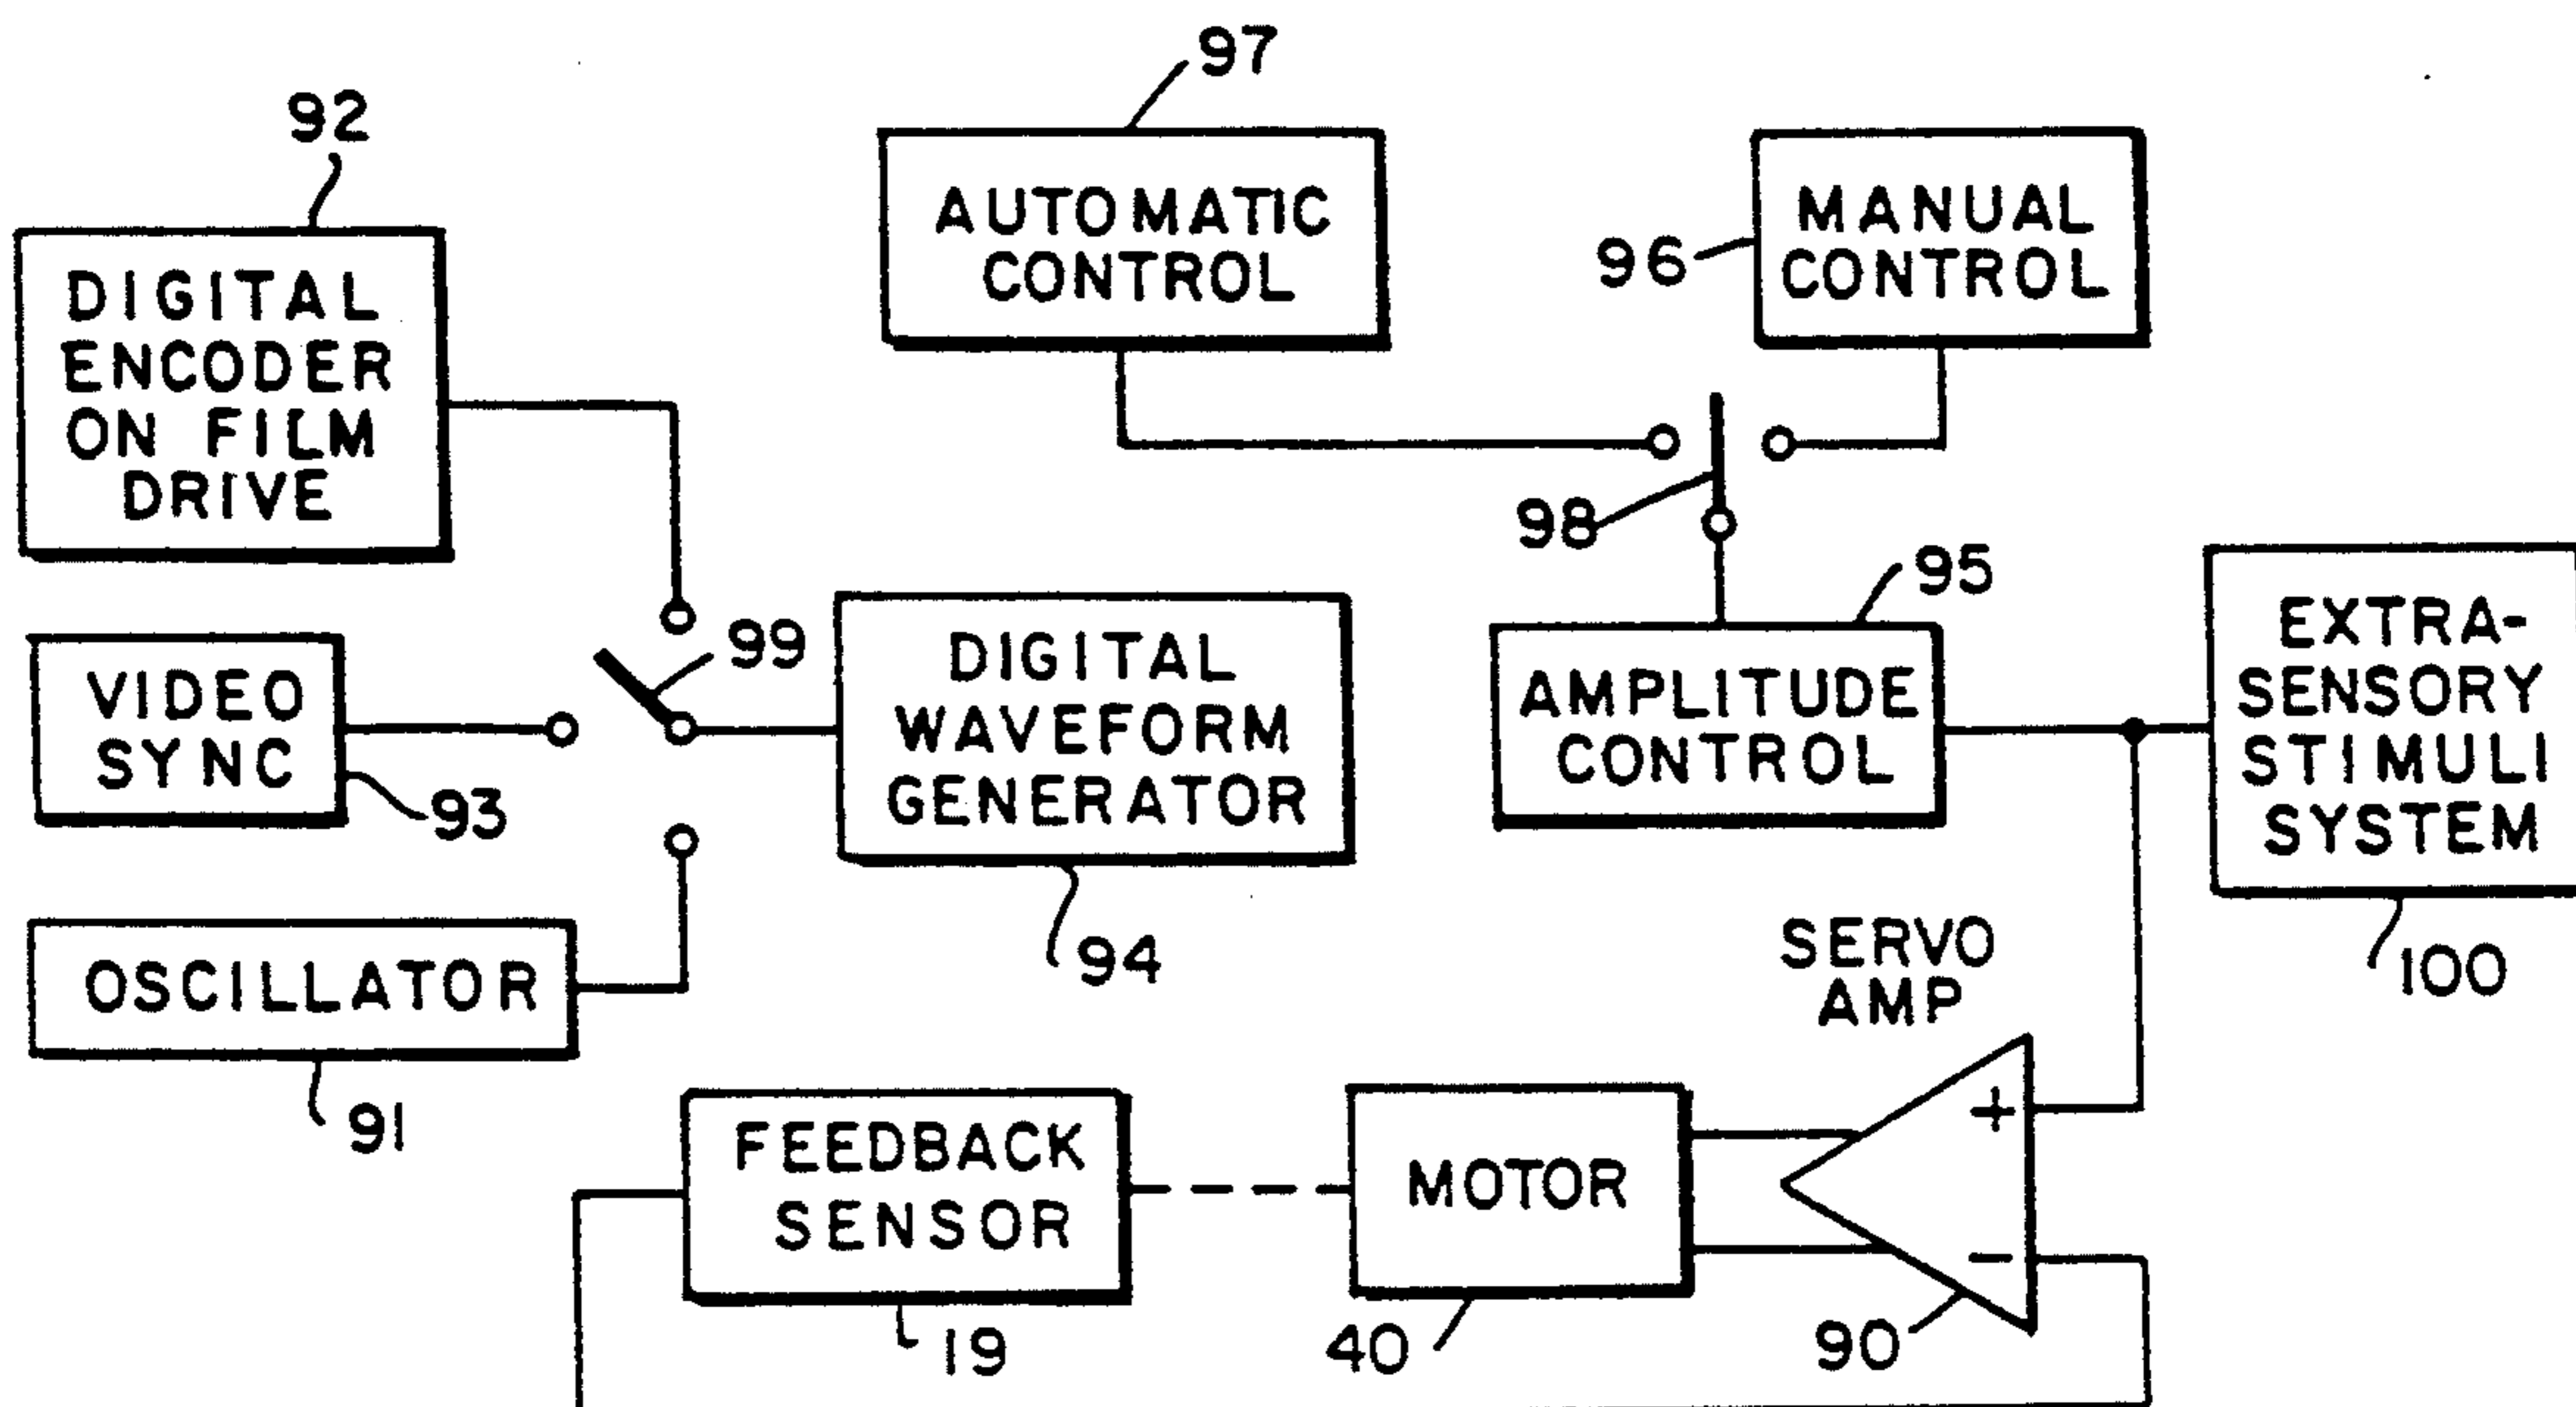 97
92
AUTOMATIC
CONTROL
MANUAL
CONTROL
96
DIGITAL
ENCODER
ON FILM
DRIVE
98
95
99
VIDEO
SYNC
93
DIGITAL
WAVEFORM
GENERATOR
94
AMPLITUDE
CONTROL
EXTRA-
SENSORY
STIMULI
SYSTEM
100
OSCILLATOR
91
SERVO
AMP
FEEDBACK
SENSOR
19
MOTOR
40
+
−
90